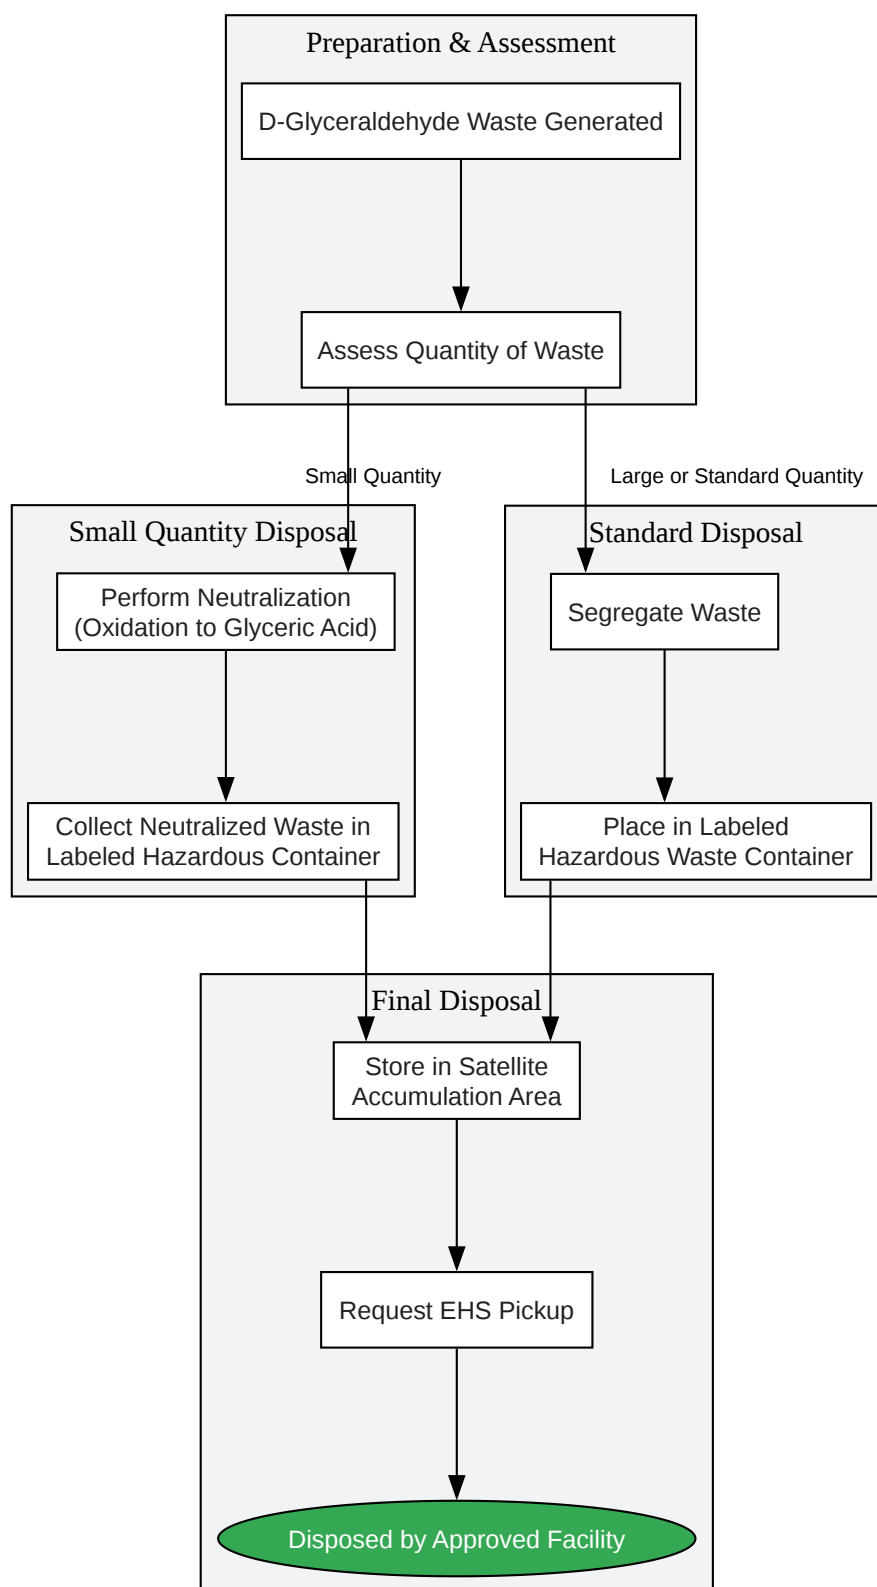 Preparation & Assessment
D-Glyceraldehyde Waste Generated
Assess Quantity of Waste
Small Quantity
Large or Standard Quantity
Small Quantity Disposal
Perform Neutralization
(Oxidation to Glyceric Acid)
Collect Neutralized Waste in
Labeled Hazardous Container
Standard Disposal
Segregate Waste
Place in Labeled
Hazardous Waste Container
Final Disposal
Store in Satellite
Accumulation Area
Request EHS Pickup
Disposed by Approved Facility